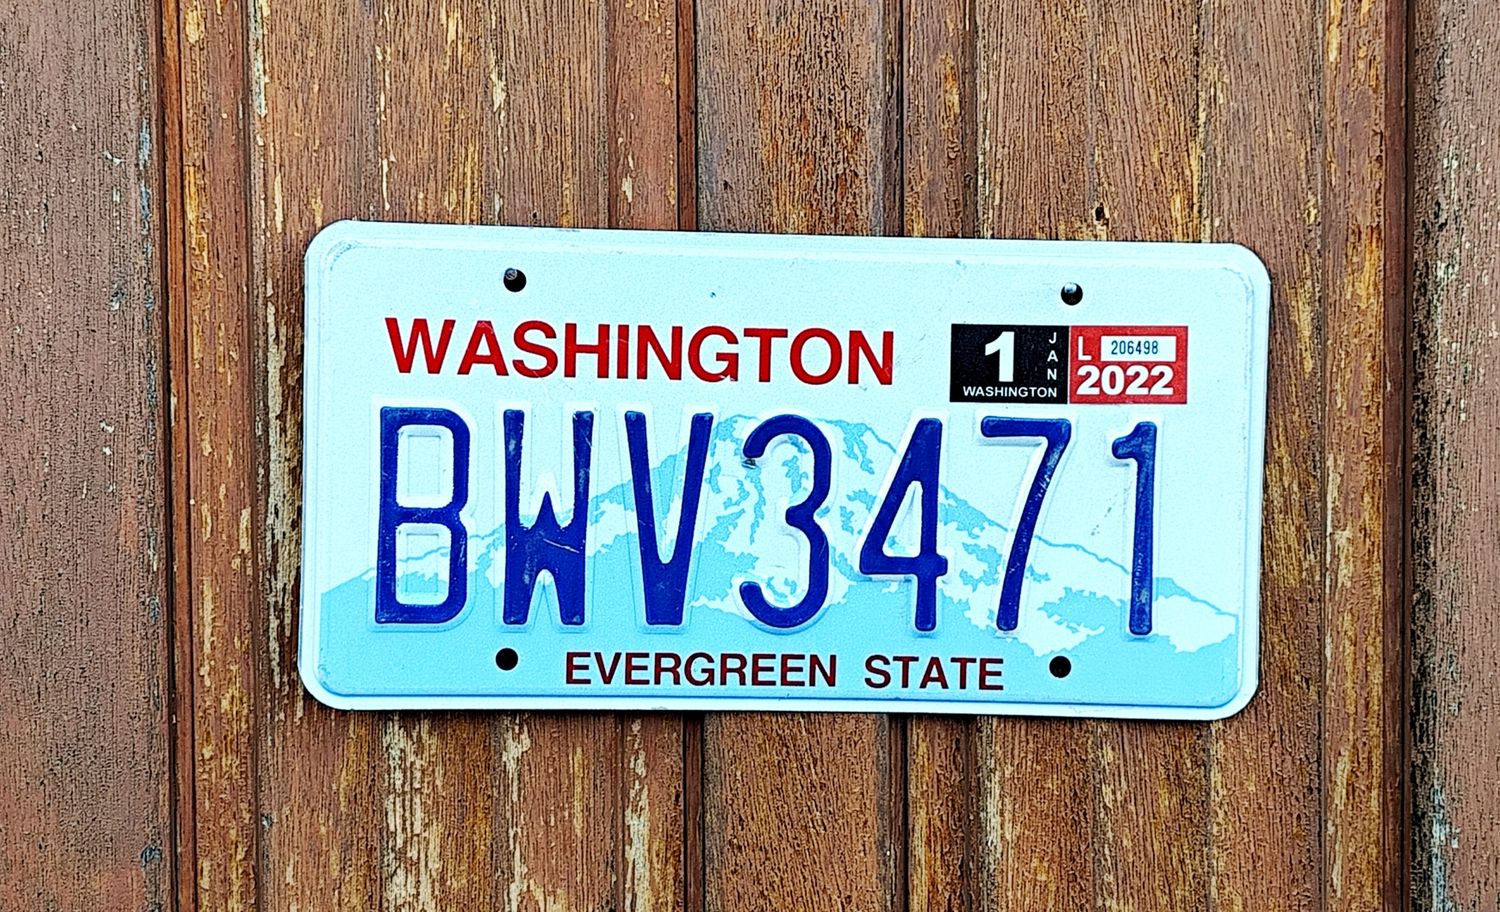 WASHINGTON
1 JAN
WASHINGTON
L 206498
2022
BWV3471
EVERGREEN STATE